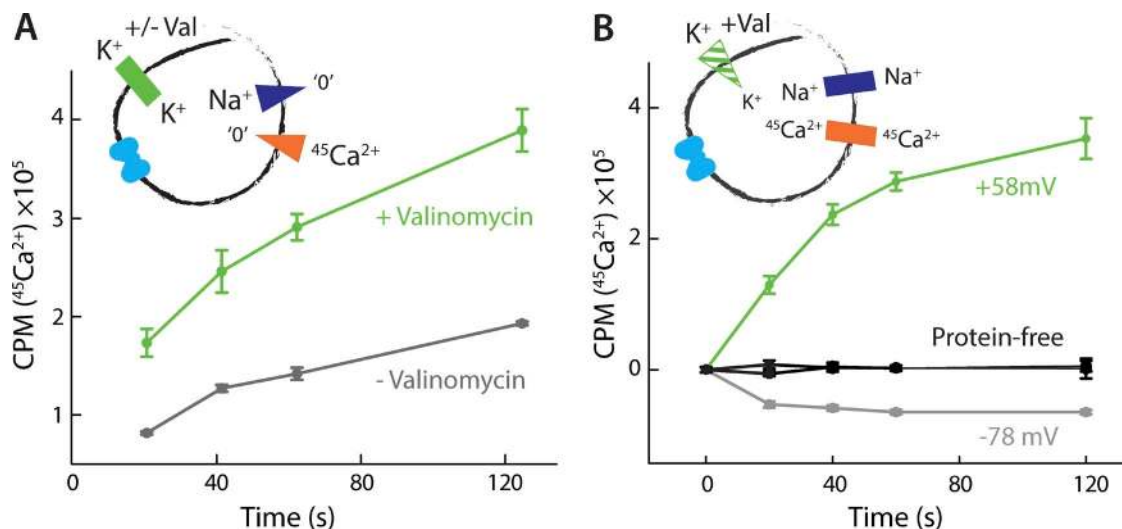 A
+/- Val
K⁺
K⁺
Na⁺
'0'
'0'
⁴⁵Ca²⁺
CPM (⁴⁵Ca²⁺) ×10⁵
4
3
2
1
+ Valinomycin
- Valinomycin
0
40
80
120
Time (s)
B
+Val
K⁺
K⁺
Na⁺
Na⁺
⁴⁵Ca²⁺
⁴⁵Ca²⁺
CPM (⁴⁵Ca²⁺) ×10⁵
4
2
0
+58mV
Protein-free
-78 mV
0
40
80
120
Time (s)